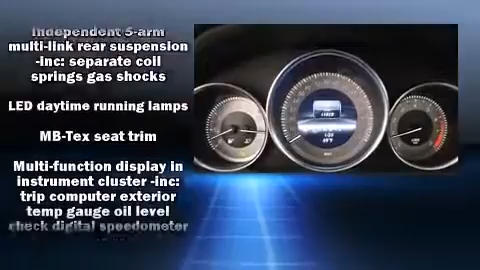 Independent 5-arm
multi-link rear suspension
-inc: separate coil
springs gas shocks
LED daytime running lamps
MB-Tex seat trim
Multi-function display in
instrument cluster -inc:
trip computer exterior
temp gauge oil level
check digital speedometer